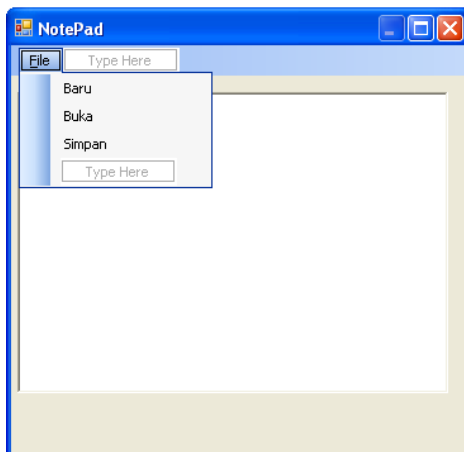 NotePad
File Type Here
Baru
Buka
Simpan
Type Here